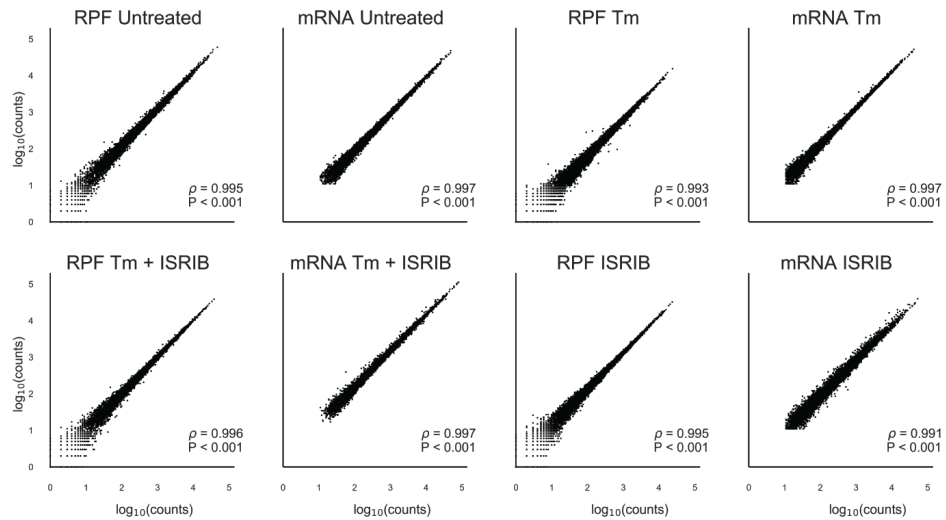 RPF Untreated
mRNA Untreated
RPF Tm
mRNA Tm
5
4
3
2
1
0
log₁₀(counts)
ρ = 0.995
P < 0.001
ρ = 0.997
P < 0.001
ρ = 0.993
P < 0.001
ρ = 0.997
P < 0.001
RPF Tm + ISRIB
mRNA Tm + ISRIB
RPF ISRIB
mRNA ISRIB
5
4
3
2
1
0
log₁₀(counts)
ρ = 0.996
P < 0.001
ρ = 0.997
P < 0.001
ρ = 0.995
P < 0.001
ρ = 0.991
P < 0.001
0 1 2 3 4 5
0 1 2 3 4 5
0 1 2 3 4 5
0 1 2 3 4 5
log₁₀(counts)
log₁₀(counts)
log₁₀(counts)
log₁₀(counts)